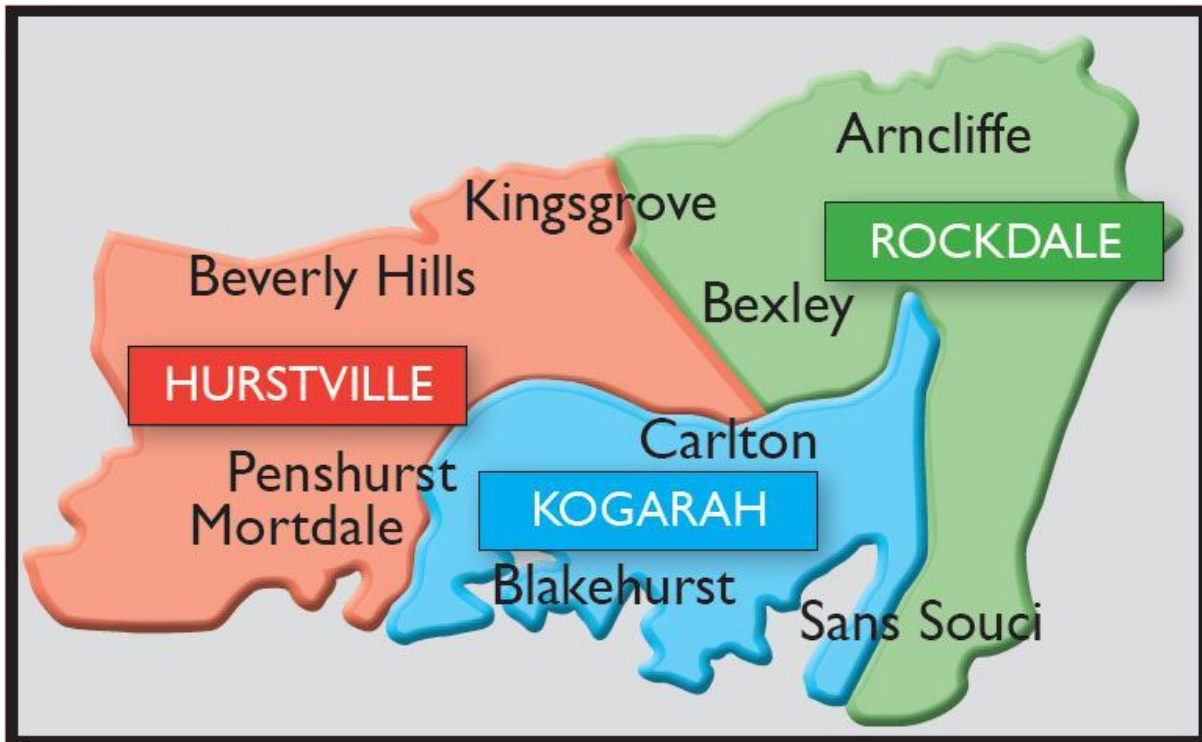 Arncliffe
Kingsgrove
ROCKDALE
Beverly Hills
Bexley
HURSTVILLE
Carlton
Penshurst
KOGARAH
Mortdale
Blakehurst
Sans Souci